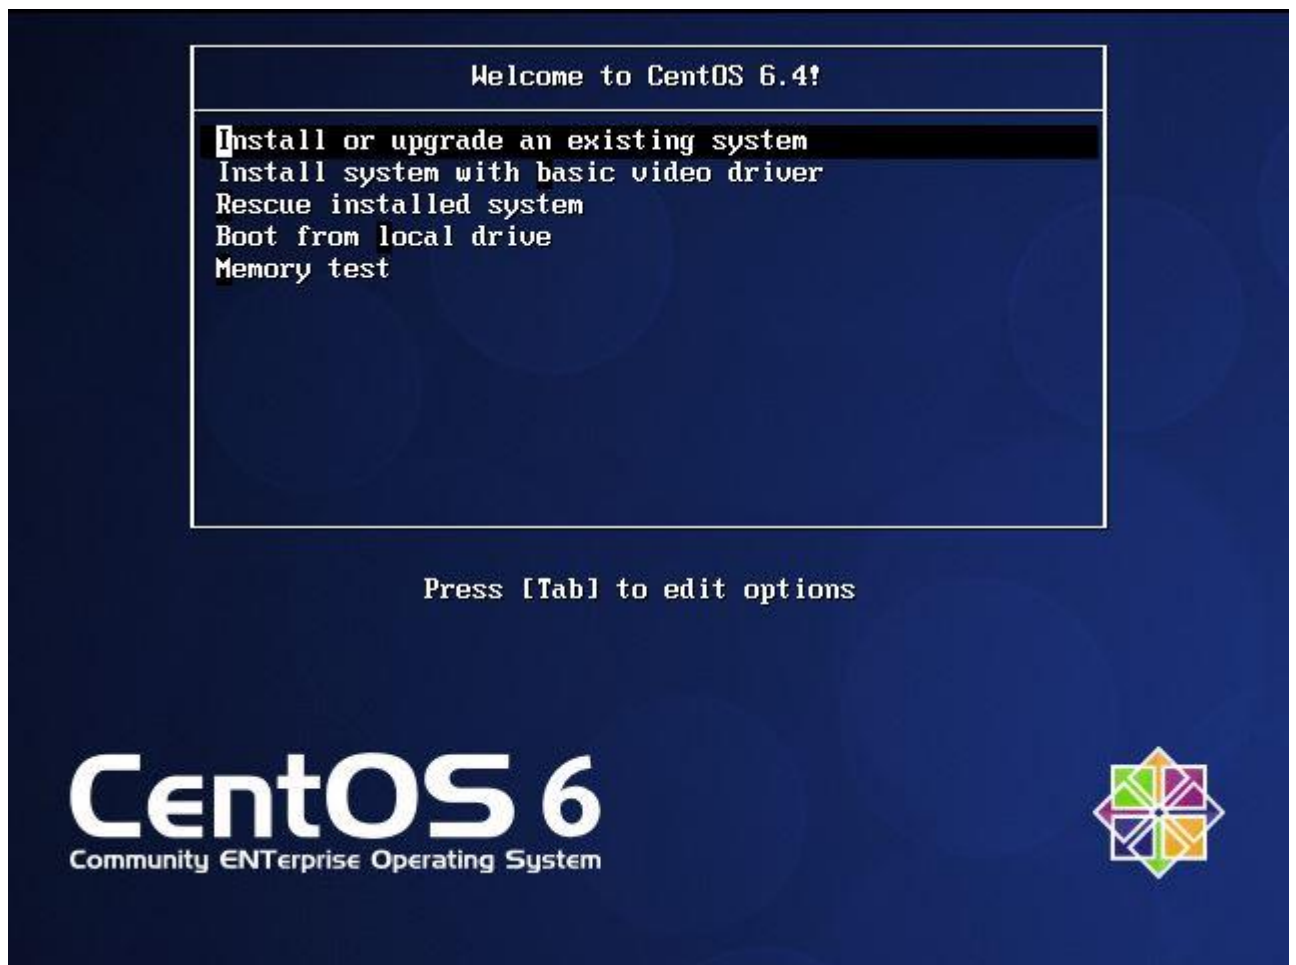 Welcome to CentOS 6.4!
Install or upgrade an existing system
Install system with basic video driver
Rescue installed system
Boot from local drive
Memory test
Press [Tab] to edit options
CentOS 6
Community ENTerprise Operating System